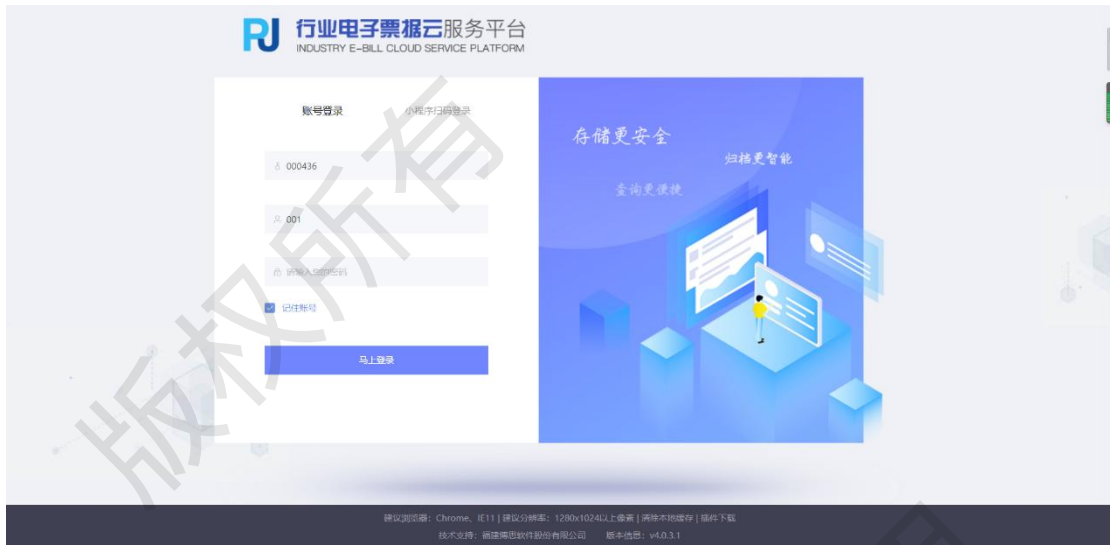 行业电子票据云服务平台
INDUSTRY E-BILL CLOUD SERVICE PLATFORM
账号登录
小程序扫码登录
000436
001
请输入您的密码
记住账号
马上登录
存储更安全
归档更智能
查询更便捷
建议浏览器：Chrome、IE11 | 建议分辨率：1280x1024以上像素 | 清除本地缓存 | 插件下载
技术支持：福建博思软件股份有限公司 版本信息：v4.0.3.1
版权所有